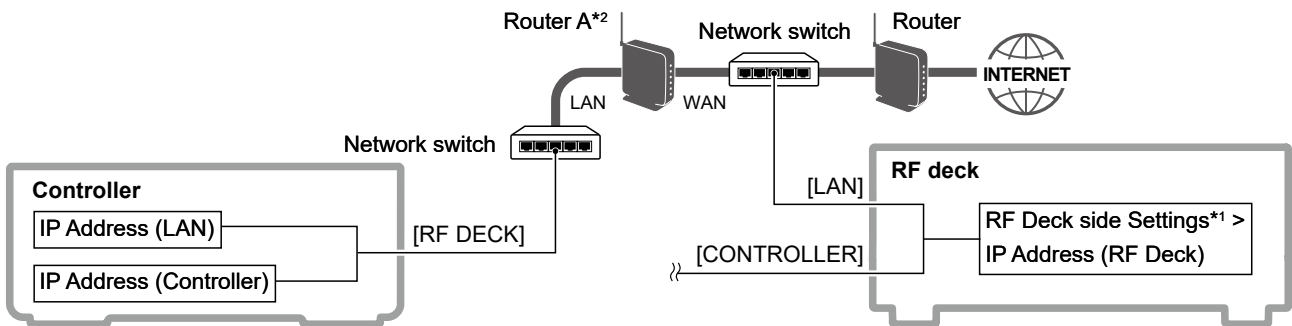 Router A*2
Network switch
Router
INTERNET
LAN
WAN
Network switch
Controller
IP Address (LAN)
IP Address (Controller)
[RF DECK]
[LAN]
[CONTROLLER]
RF deck
RF Deck side Settings*1 >
IP Address (RF Deck)